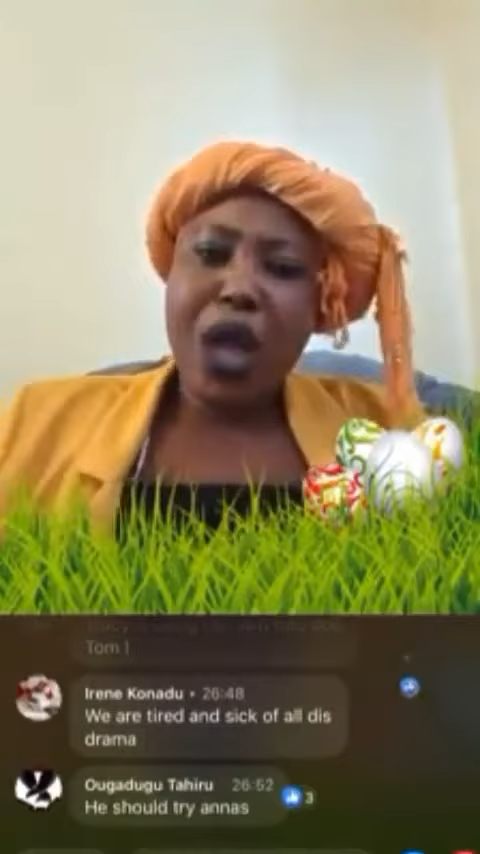 Tom !
Irene Konadu • 26:48
We are tired and sick of all dis
drama
Ougadugu Tahiru 26:52
He should try annas
3